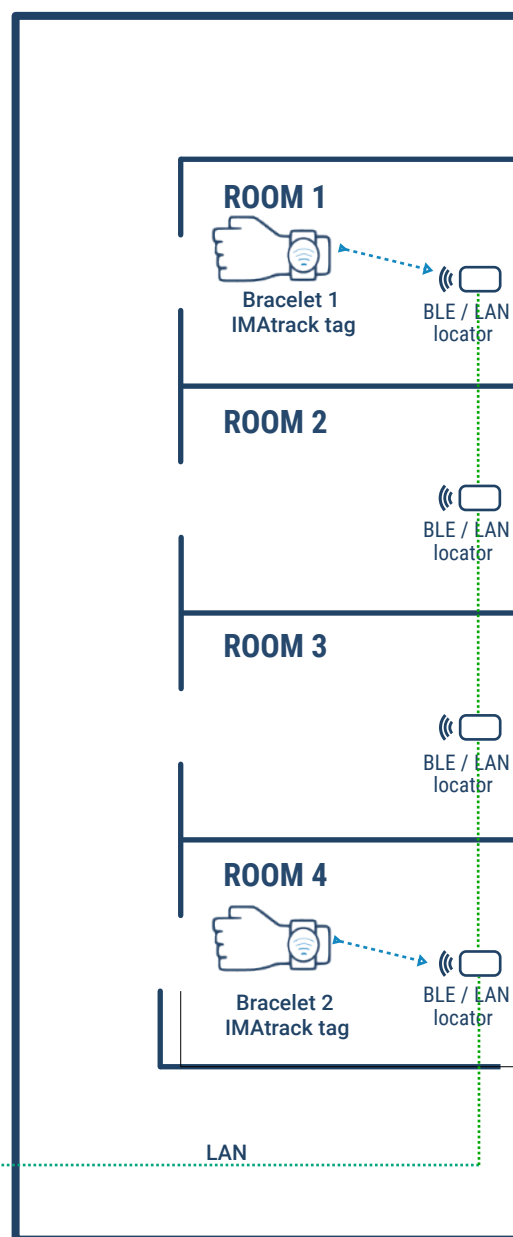 ROOM 1
Bracelet 1
IMAtrack tag
BLE / LAN
locator
ROOM 2
BLE / LAN
locator
ROOM 3
BLE / LAN
locator
ROOM 4
Bracelet 2
IMAtrack tag
BLE / LAN
locator
LAN